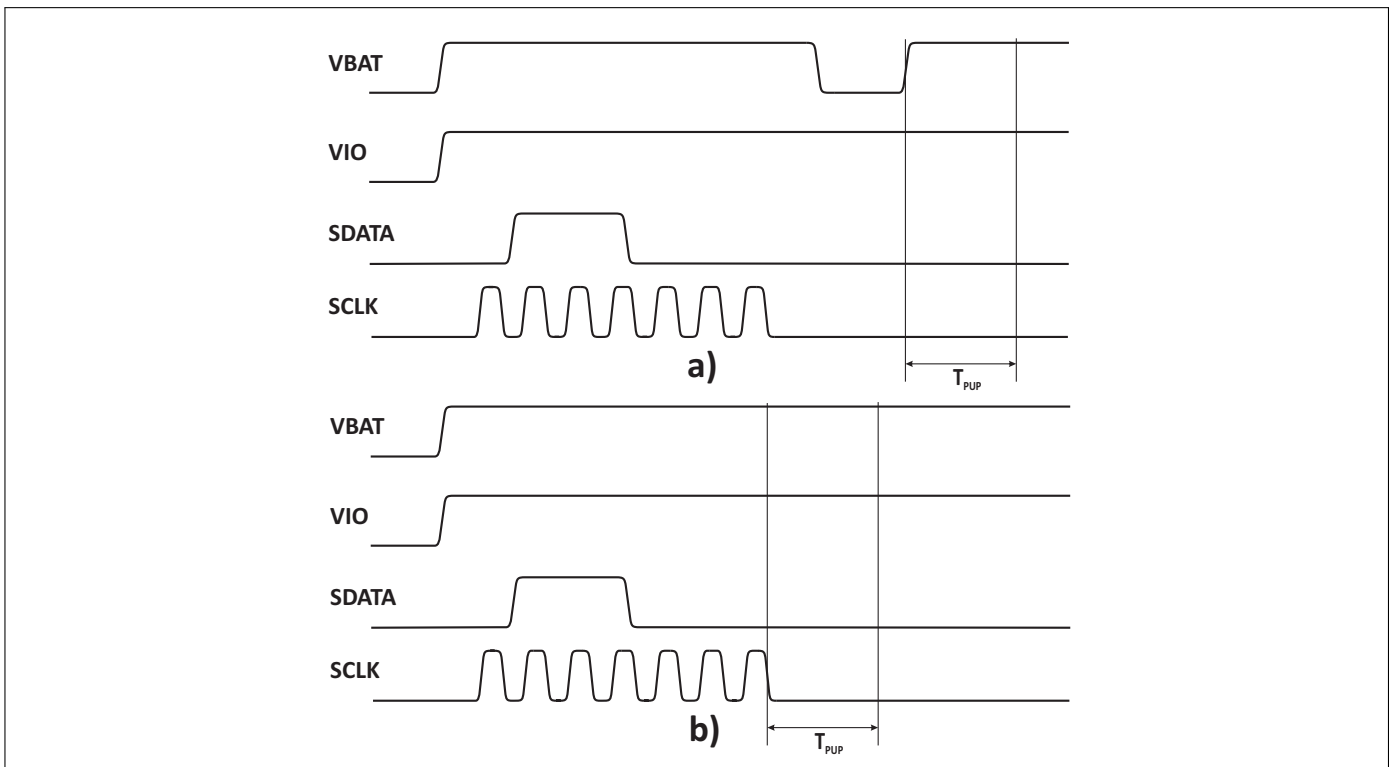 VBAT
VIO
SDATA
SCLK
a)
TPUP
VBAT
VIO
SDATA
SCLK
b)
TPUP